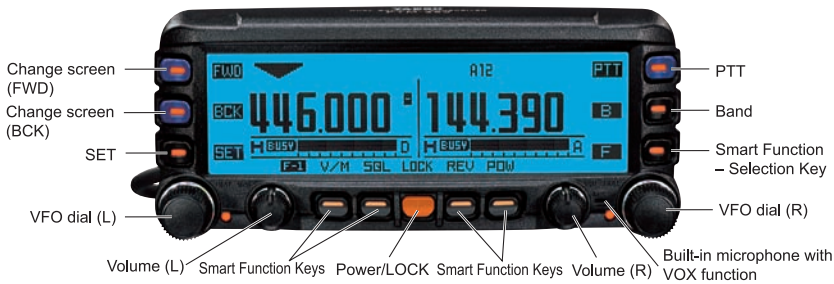 Change screen
(FWD)
Change screen
(BCK)
SET
VFO dial (L)
FWD
BCK
SET
A12
446.000
144.390
H BUSY D
H BUSY A
F-1 V/M SQL LOCK REV POW
PTT
B
F
PTT
Band
Smart Function
– Selection Key
VFO dial (R)
Volume (L)
Smart Function Keys
Power/LOCK
Smart Function Keys
Volume (R)
Built-in microphone with
VOX function